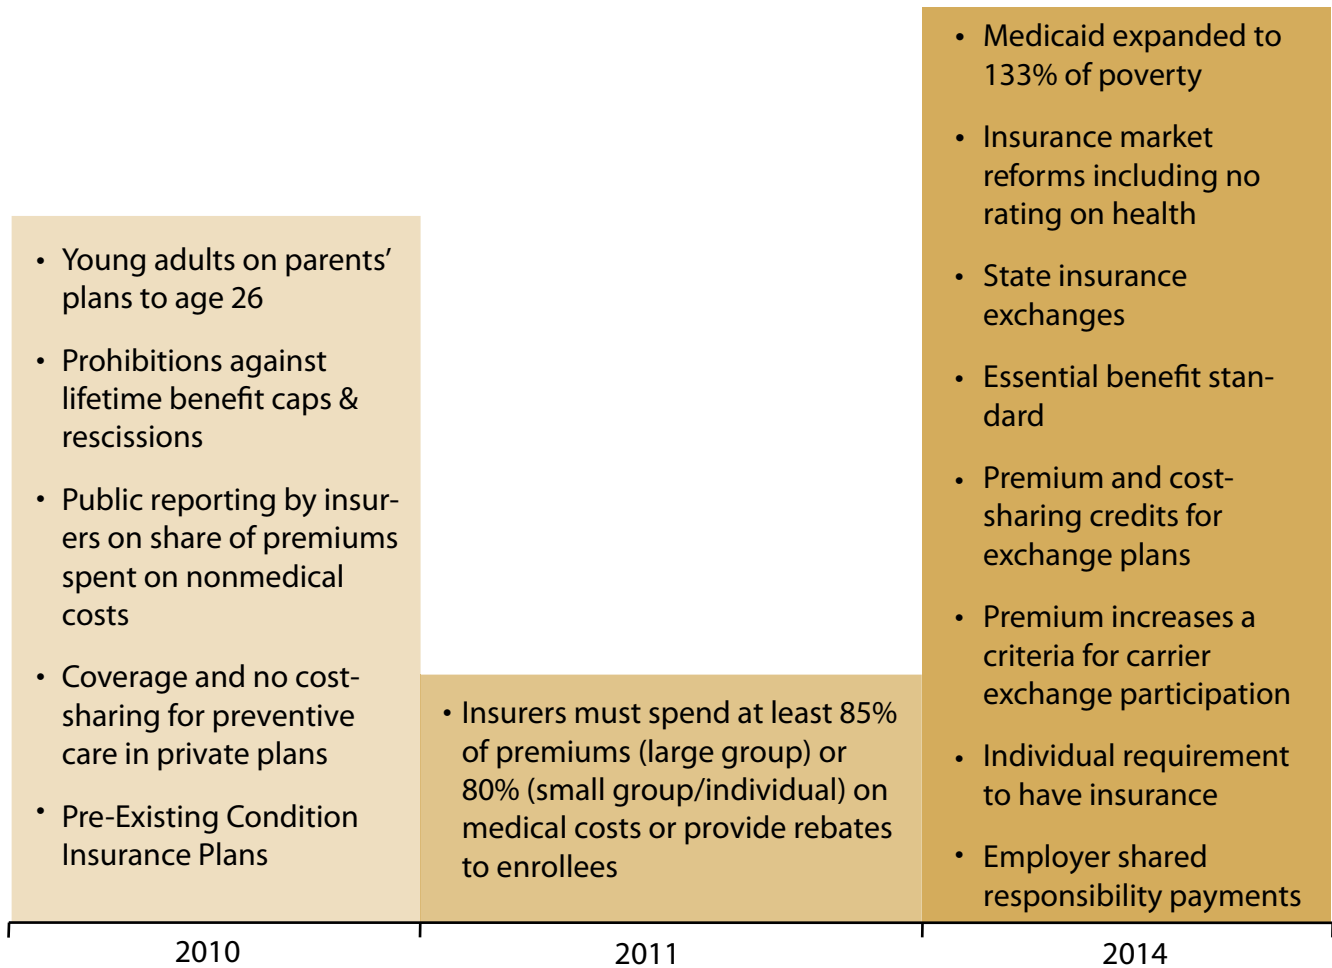 • Young adults on parents’
plans to age 26
• Prohibitions against
lifetime benefit caps &
rescissions
• Public reporting by insur-
ers on share of premiums
spent on nonmedical
costs
• Coverage and no cost-
sharing for preventive
care in private plans
• Pre-Existing Condition
Insurance Plans
2010
• Insurers must spend at least 85%
of premiums (large group) or
80% (small group/individual) on
medical costs or provide rebates
to enrollees
2011
• Medicaid expanded to
133% of poverty
• Insurance market
reforms including no
rating on health
• State insurance
exchanges
• Essential benefit stan-
dard
• Premium and cost-
sharing credits for
exchange plans
• Premium increases a
criteria for carrier
exchange participation
• Individual requirement
to have insurance
• Employer shared
responsibility payments
2014